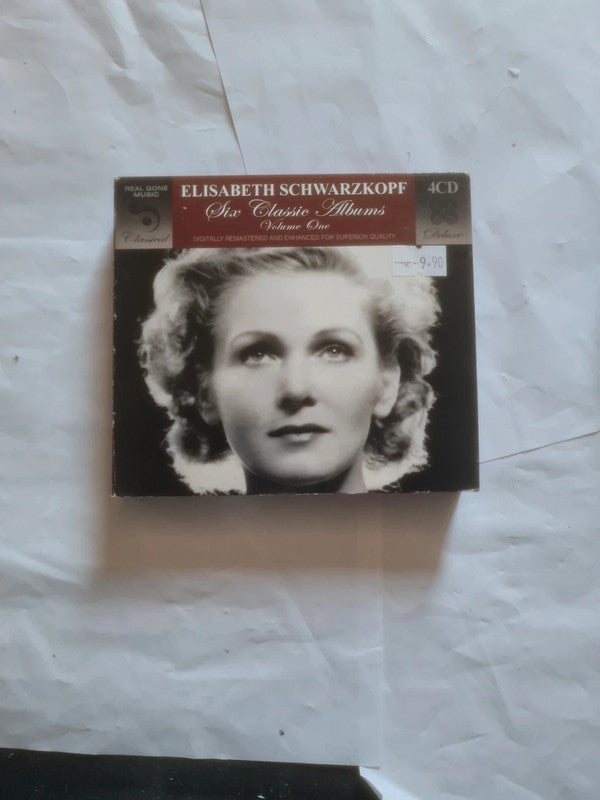 REAL GONE
MUSIC
Classical
ELISABETH SCHWARZKOPF
Six Classic Albums
Volume One
DIGITALLY REMASTERED AND ENHANCED FOR SUPERIOR QUALITY
4CD
Deluxe
9,90